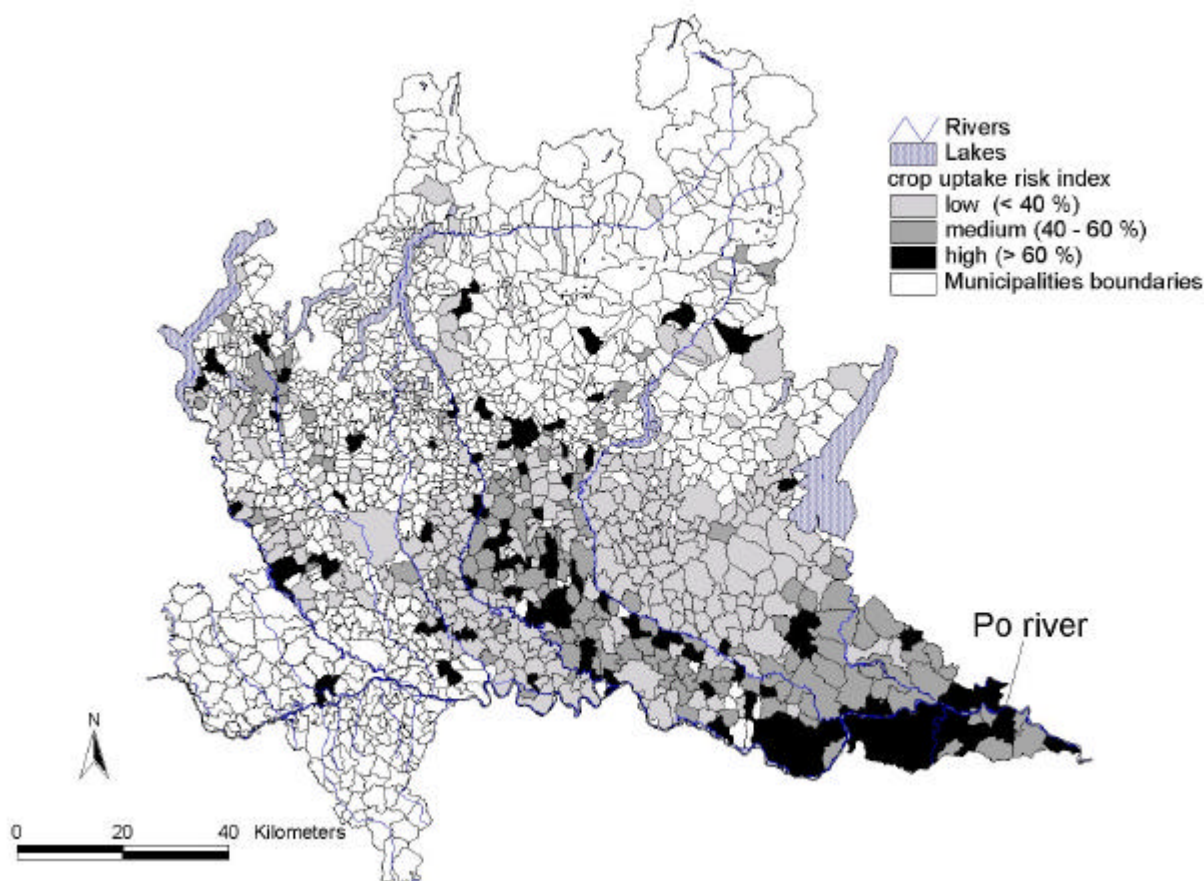 Rivers
Lakes
crop uptake risk index
low (< 40 %)
medium (40 - 60 %)
high (> 60 %)
Municipalities boundaries
Po river
N
0 20 40 Kilometers